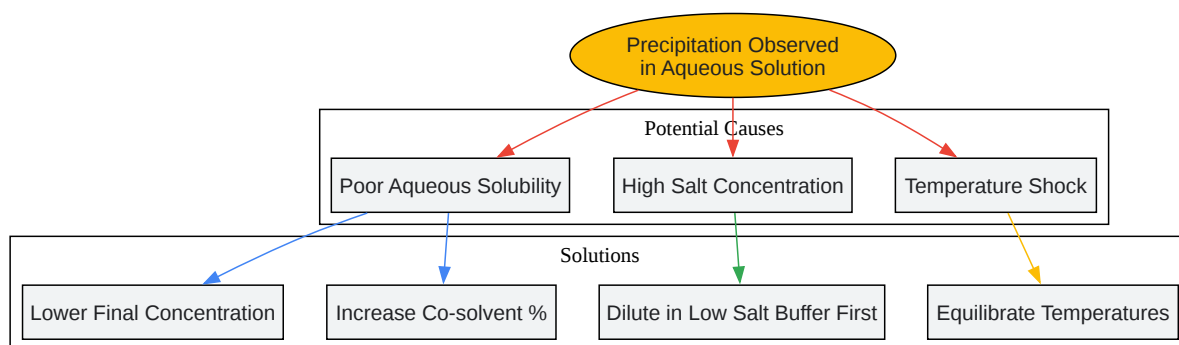 Precipitation Observed
in Aqueous Solution
Potential Causes
Poor Aqueous Solubility
High Salt Concentration
Temperature Shock
Solutions
Lower Final Concentration
Increase Co-solvent %
Dilute in Low Salt Buffer First
Equilibrate Temperatures